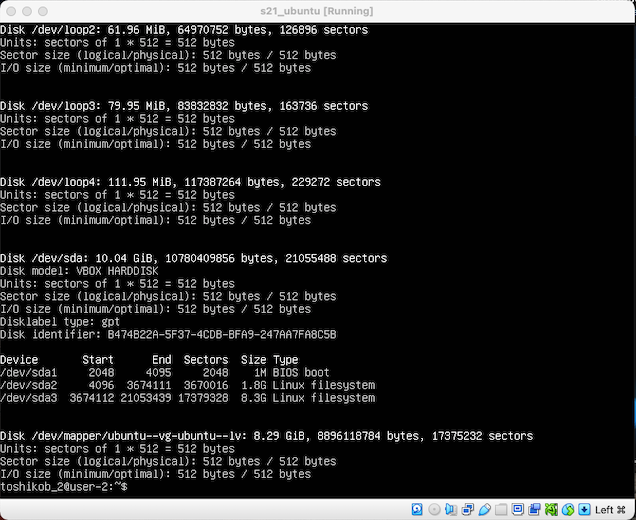 s21_ubuntu [Running]
Disk /dev/loop2: 61.96 MiB, 64970752 bytes, 126896 sectors
Units: sectors of 1 * 512 = 512 bytes
Sector size (logical/physical): 512 bytes / 512 bytes
I/O size (minimum/optimal): 512 bytes / 512 bytes
Disk /dev/loop3: 79.95 MiB, 83832832 bytes, 163736 sectors
Units: sectors of 1 * 512 = 512 bytes
Sector size (logical/physical): 512 bytes / 512 bytes
I/O size (minimum/optimal): 512 bytes / 512 bytes
Disk /dev/loop4: 111.95 MiB, 117387264 bytes, 229272 sectors
Units: sectors of 1 * 512 = 512 bytes
Sector size (logical/physical): 512 bytes / 512 bytes
I/O size (minimum/optimal): 512 bytes / 512 bytes
Disk /dev/sda: 10.04 GiB, 10780409856 bytes, 21055488 sectors
Disk model: VBOX HARDDISK
Units: sectors of 1 * 512 = 512 bytes
Sector size (logical/physical): 512 bytes / 512 bytes
I/O size (minimum/optimal): 512 bytes / 512 bytes
Disklabel type: gpt
Disk identifier: B474B22A-5F37-4CDB-BFA9-247AA7FA8C5B
Device Start End Sectors Size Type
/dev/sda1 2048 4095 2048 1M BIOS boot
/dev/sda2 4096 3674111 3670016 1.8G Linux filesystem
/dev/sda3 3674112 21053439 17379328 8.3G Linux filesystem
Disk /dev/mapper/ubuntu--vg-ubuntu--lv: 8.29 GiB, 8896118784 bytes, 17375232 sectors
Units: sectors of 1 * 512 = 512 bytes
Sector size (logical/physical): 512 bytes / 512 bytes
I/O size (minimum/optimal): 512 bytes / 512 bytes
toshikob_2@user-2:~$
Left ⌘